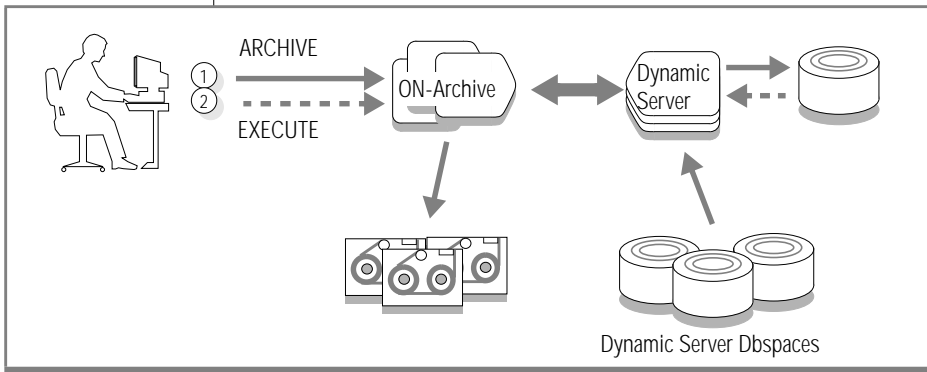 ARCHIVE
1
2
EXECUTE
ON-Archive
Dynamic
Server
Dynamic Server Dbspaces